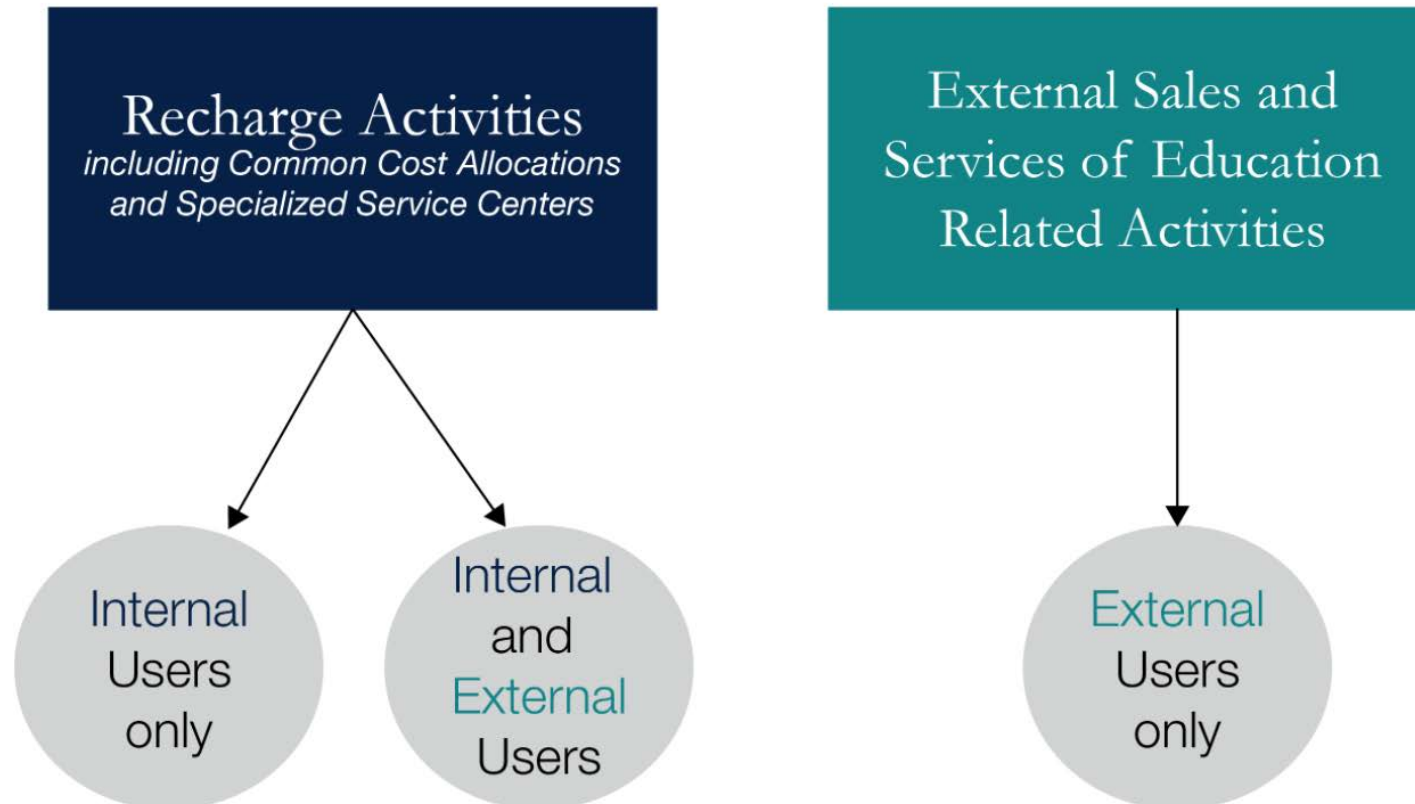 Recharge Activities
including Common Cost Allocations
and Specialized Service Centers
External Sales and
Services of Education
Related Activities
Internal
Users
only
Internal
and
External
Users
External
Users
only